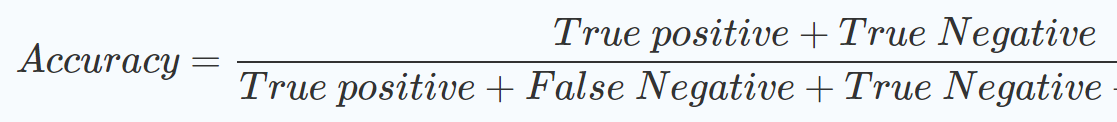 True positive + True Negative
Accuracy =
True positive + False Negative + True Negative +